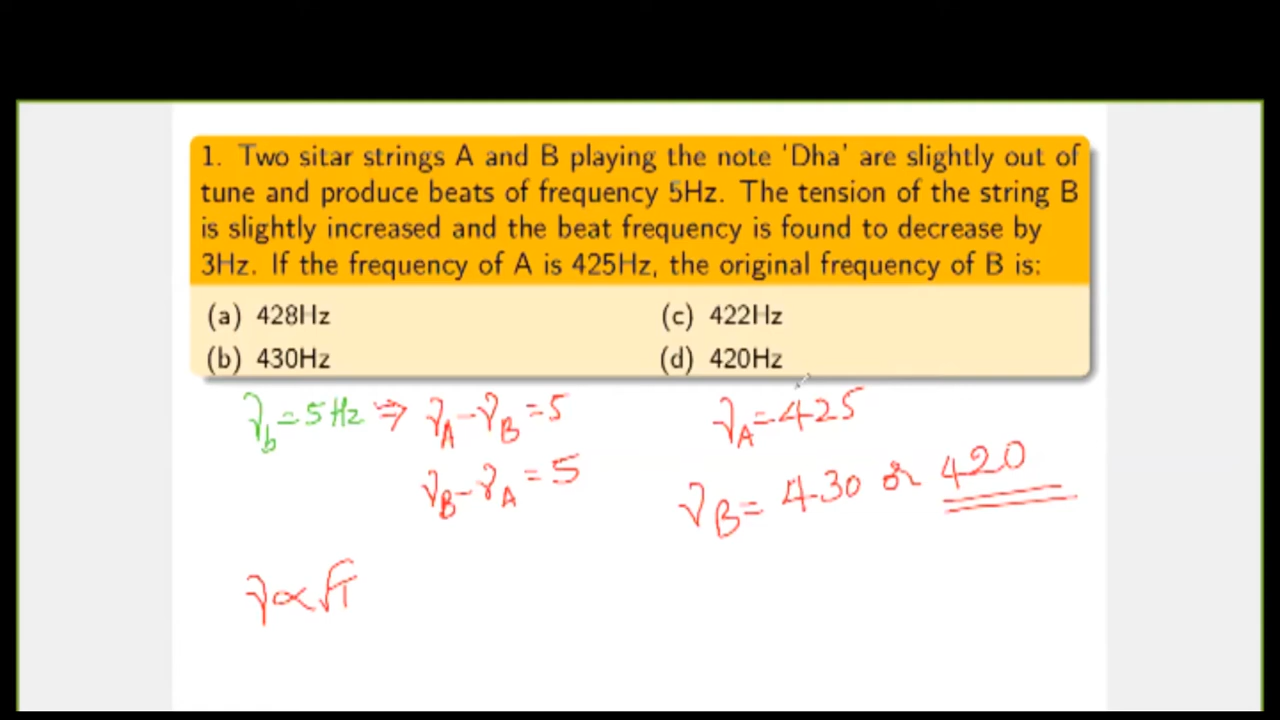 1. Two sitar strings A and B playing the note ‘Dha’ are slightly out of
tune and produce beats of frequency 5Hz. The tension of the string B
is slightly increased and the beat frequency is found to decrease by
3Hz. If the frequency of A is 425Hz, the original frequency of B is:
(a) 428Hz
(c) 422Hz
(b) 430Hz
(d) 420Hz
ν_b = 5 Hz ⇒ ν_A - ν_B = 5
ν_A = 425
ν_B - ν_A = 5
ν_B = 430 or 420
ν ∝ √T